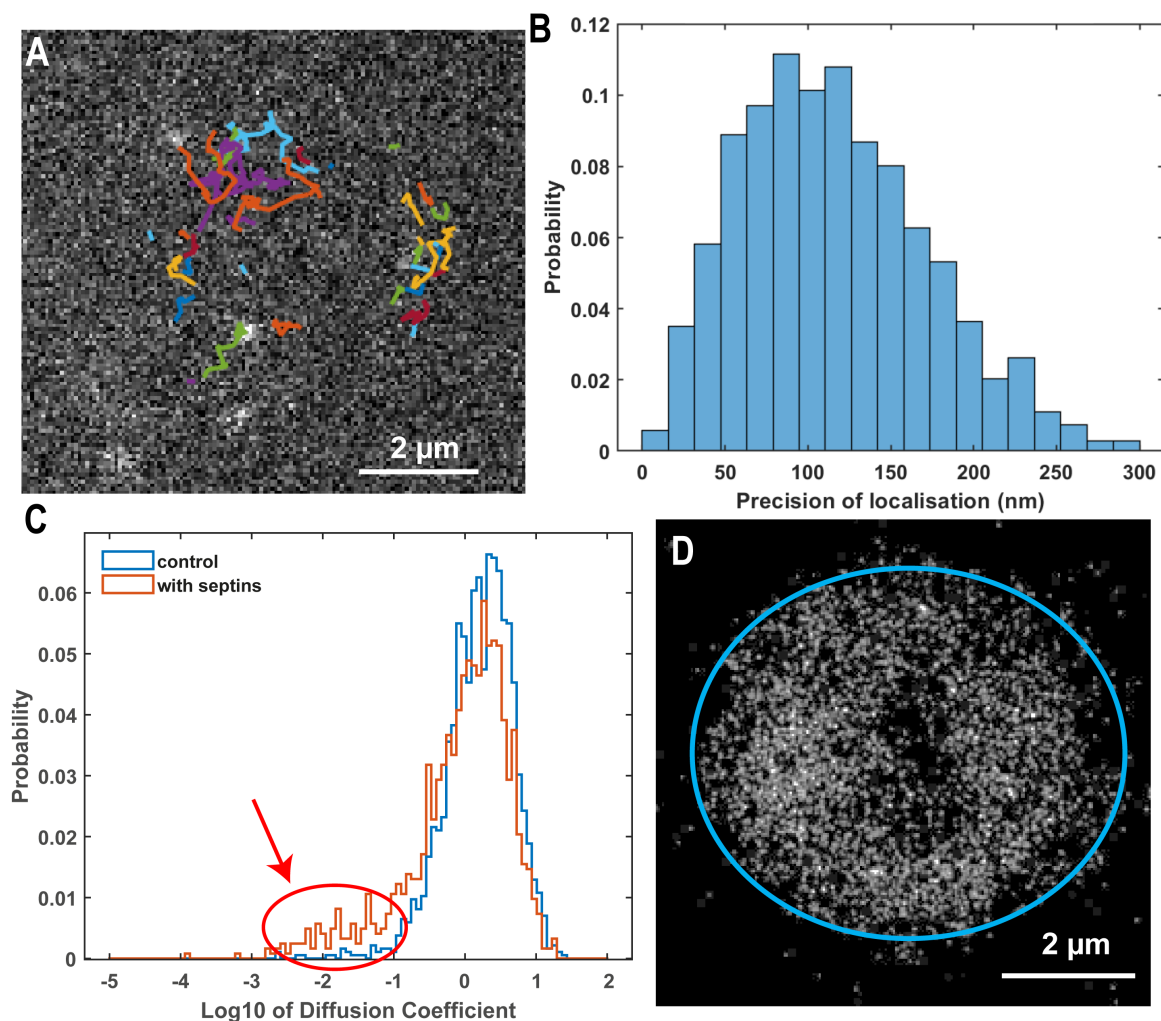 A
2 µm
B
0.12
0.1
0.08
0.06
0.04
0.02
0
Probability
0 50 100 150 200 250 300
Precision of localisation (nm)
C
control
with septins
0.06
0.05
0.04
0.03
0.02
0.01
0
Probability
-5 -4 -3 -2 -1 0 1 2
Log10 of Diffusion Coefficient
D
2 µm